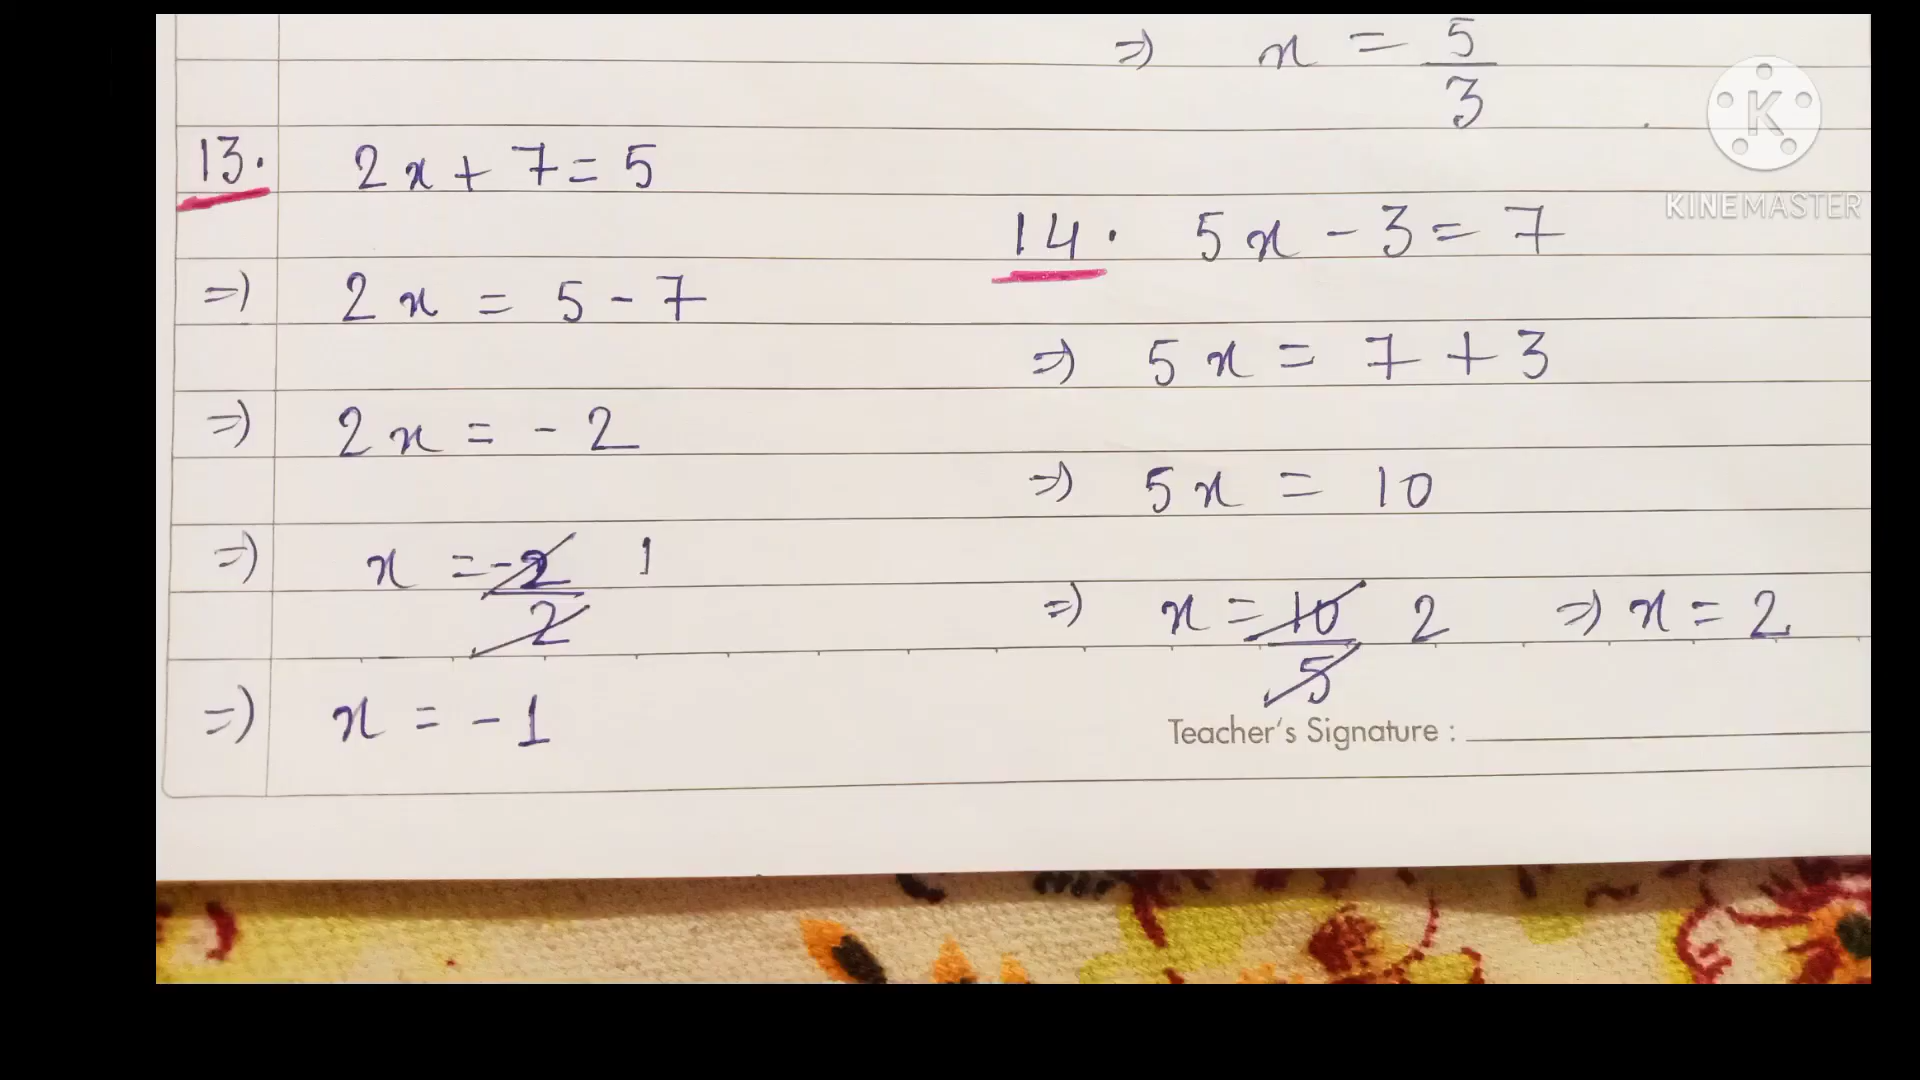 ⇒ x = 5/3
13. 2x + 7 = 5
⇒ 2x = 5 - 7
⇒ 2x = - 2
⇒ x = -2/2 1
⇒ x = - 1
14. 5x - 3 = 7
⇒ 5x = 7 + 3
⇒ 5x = 10
⇒ x = 10/5 2 ⇒ x = 2
Teacher's Signature :
KINEMASTER